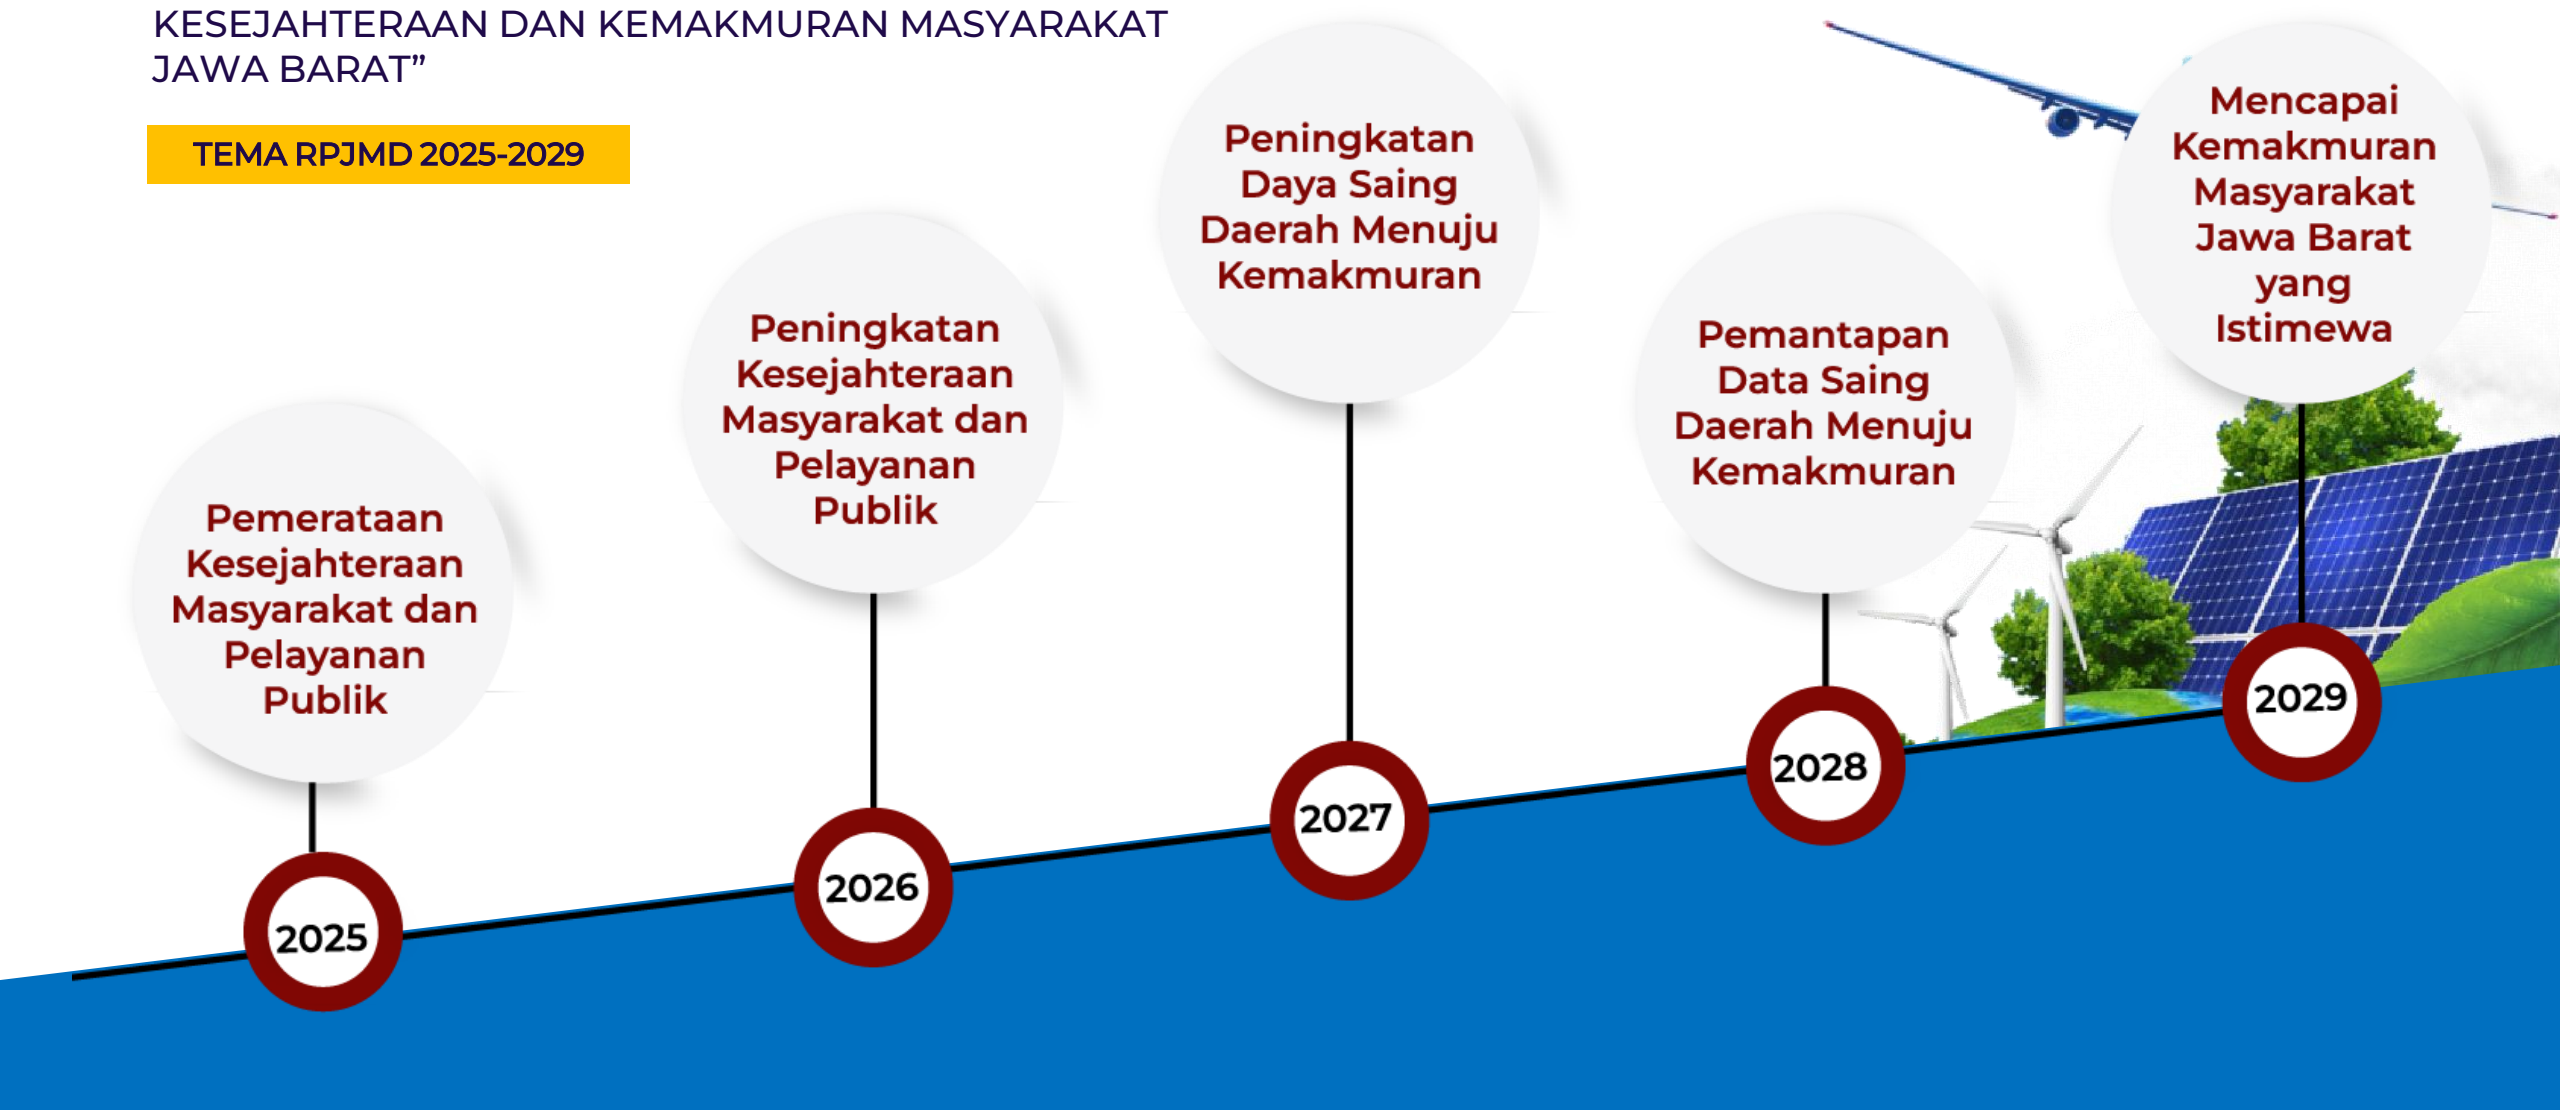 KESEJAHTERAAN DAN KEMAKMURAN MASYARAKAT
JAWA BARAT”
TEMA RPJMD 2025-2029
Pemerataan
Kesejahteraan
Masyarakat dan
Pelayanan
Publik
2025
Peningkatan
Kesejahteraan
Masyarakat dan
Pelayanan
Publik
2026
Peningkatan
Daya Saing
Daerah Menuju
Kemakmuran
2027
Pemantapan
Data Saing
Daerah Menuju
Kemakmuran
2028
Mencapai
Kemakmuran
Masyarakat
Jawa Barat
yang
Istimewa
2029